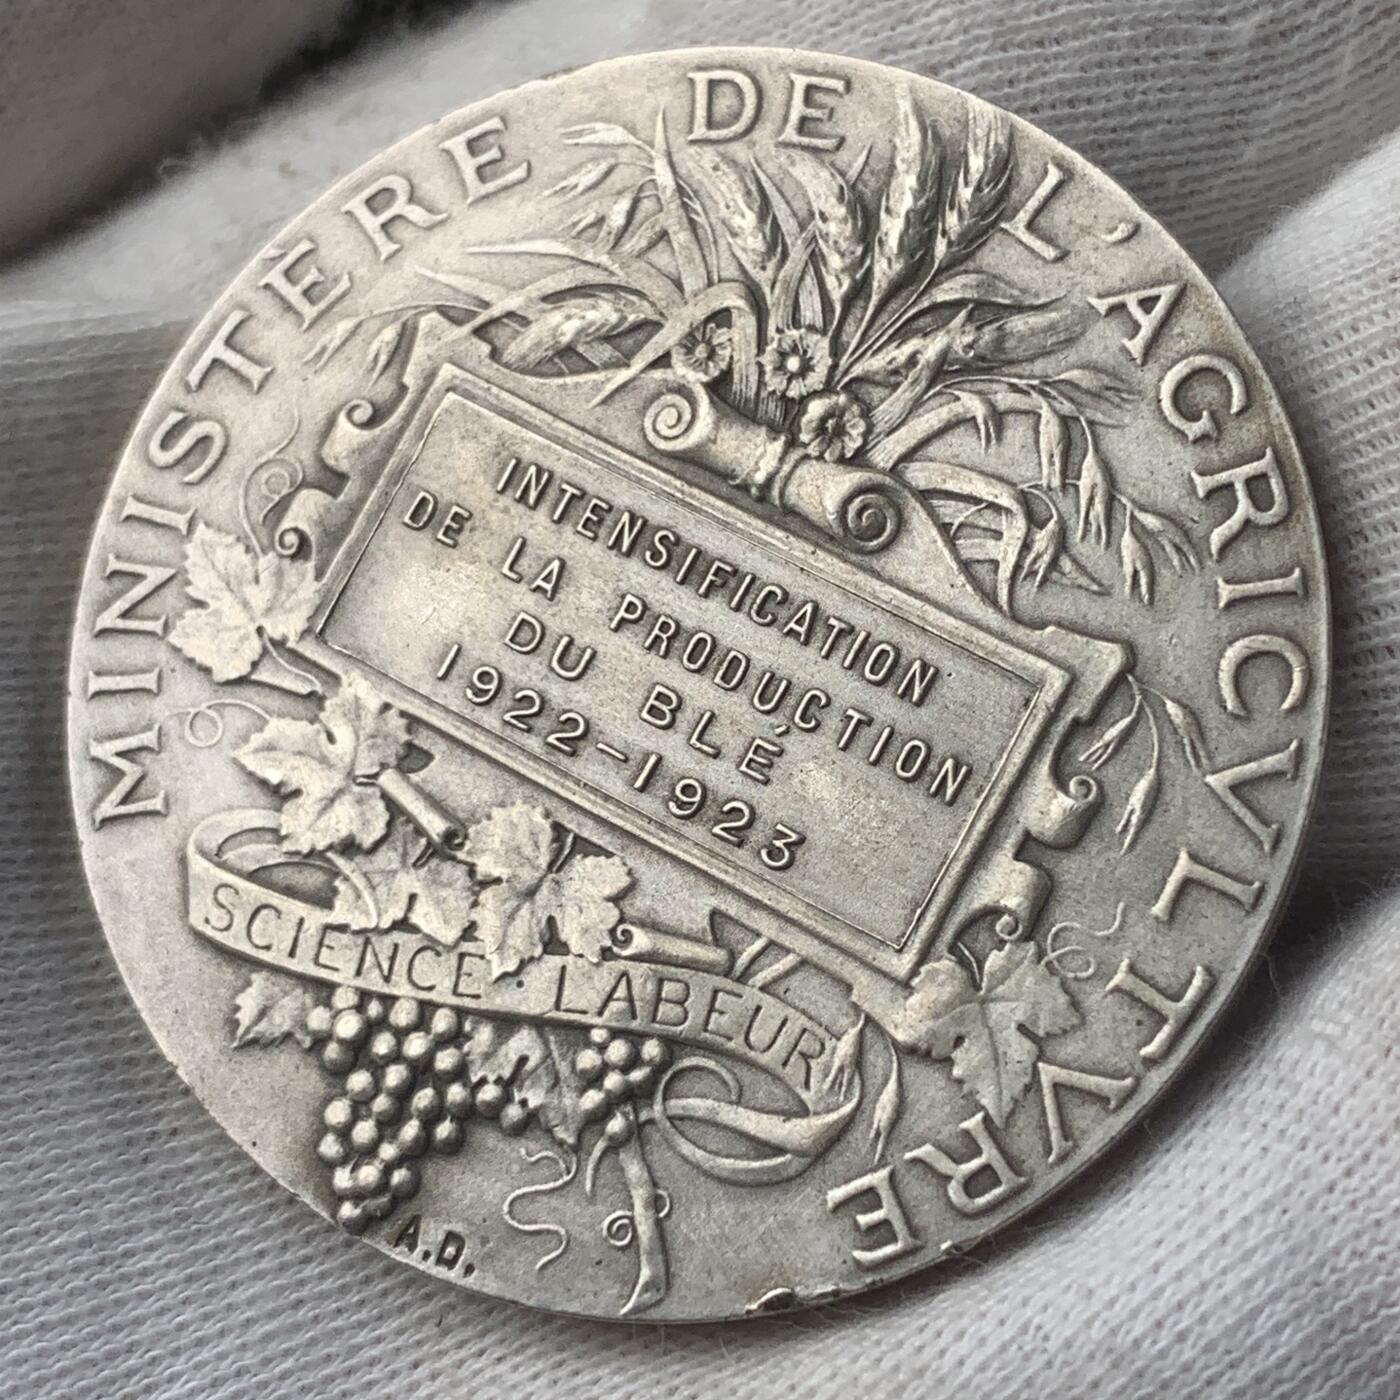 MINISTÈRE DE L'AGRICVLTVRE
INTENSIFICATION
DE LA PRODUCTION
DU BLÉ
1922-1923
SCIENCE · LABEUR
A.D.